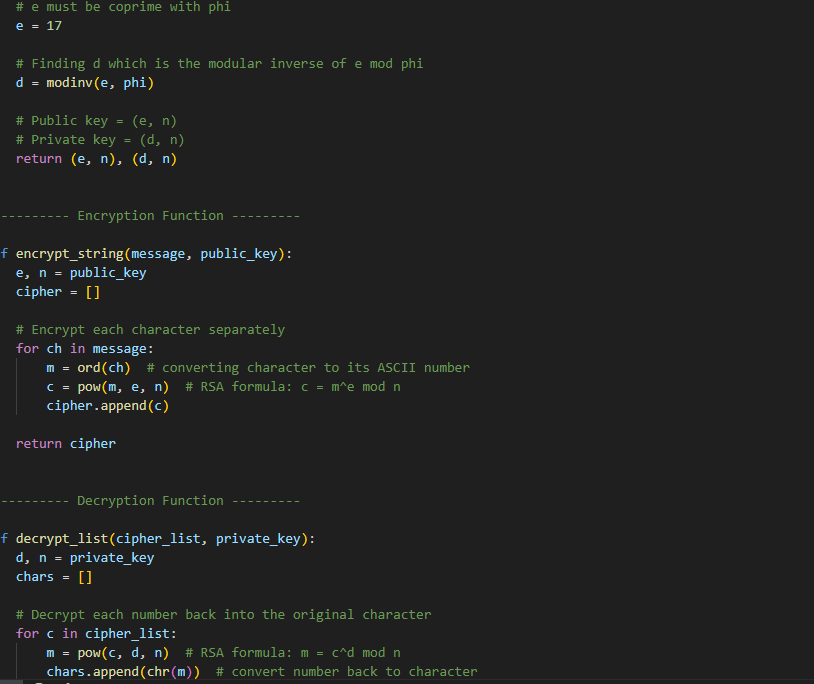 # e must be coprime with phi
e = 17
# Finding d which is the modular inverse of e mod phi
d = modinv(e, phi)
# Public key = (e, n)
# Private key = (d, n)
return (e, n), (d, n)
--------- Encryption Function ---------
f encrypt_string(message, public_key):
e, n = public_key
cipher = []
# Encrypt each character separately
for ch in message:
m = ord(ch)  # converting character to its ASCII number
c = pow(m, e, n)  # RSA formula: c = m^e mod n
cipher.append(c)
return cipher
--------- Decryption Function ---------
f decrypt_list(cipher_list, private_key):
d, n = private_key
chars = []
# Decrypt each number back into the original character
for c in cipher_list:
m = pow(c, d, n)  # RSA formula: m = c^d mod n
chars.append(chr(m))  # convert number back to character